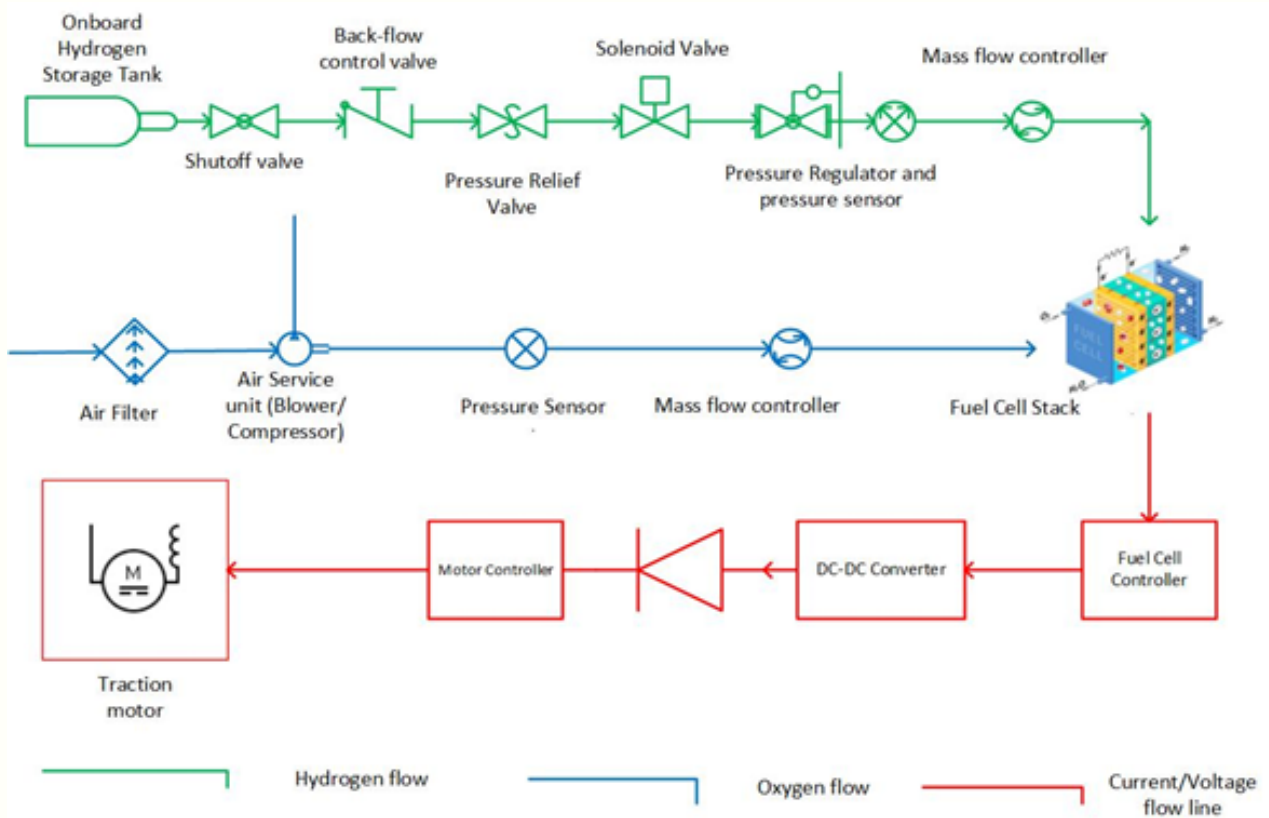 Onboard
Hydrogen
Storage Tank
Back-flow
control valve
Solenoid Valve
Mass flow controller
Shutoff valve
Pressure Relief
Valve
Pressure Regulator and
pressure sensor
FUEL
CELL
Air Filter
Air Service
unit (Blower/
Compressor)
Pressure Sensor
Mass flow controller
Fuel Cell Stack
M
Motor Controller
DC-DC Converter
Fuel Cell
Controller
Traction
motor
Hydrogen flow
Oxygen flow
Current/Voltage
flow line